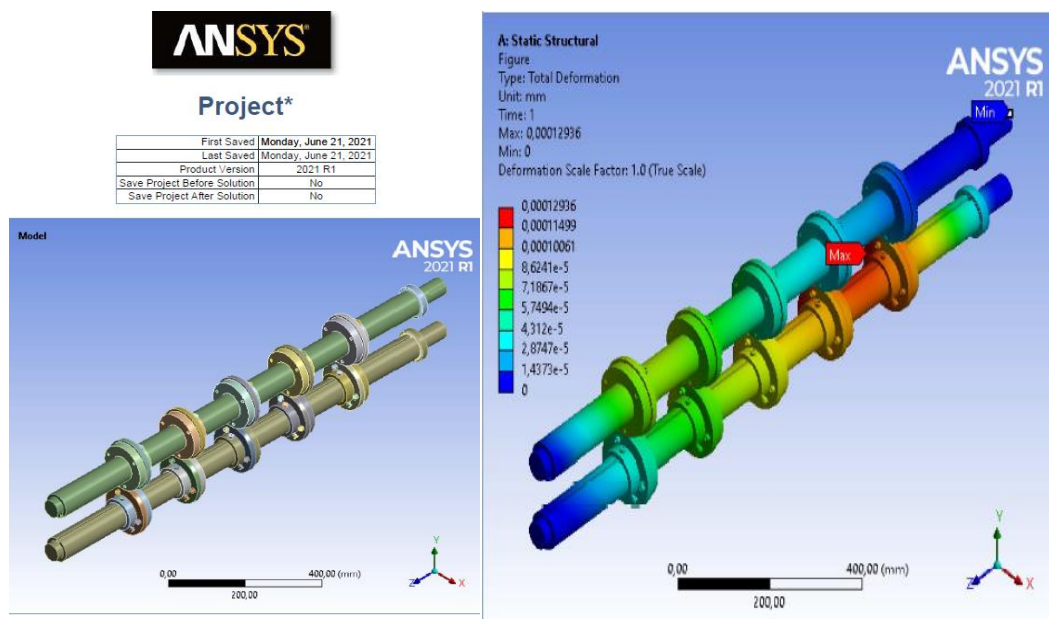 ANSYS
Project*
First Saved Monday, June 21, 2021
Last Saved Monday, June 21, 2021
Product Version 2021 R1
Save Project Before Solution No
Save Project After Solution No
Model
ANSYS
2021 R1
0,00 400,00 (mm)
200,00
Y
Z X
A: Static Structural
Figure
Type: Total Deformation
Unit: mm
Time: 1
Max: 0,00012936
Min: 0
Deformation Scale Factor: 1.0 (True Scale)
ANSYS
2021 R1
Min
Max
0,00012936
0,00011499
0,00010061
8,6241e-5
7,1867e-5
5,7494e-5
4,312e-5
2,8747e-5
1,4373e-5
0
0,00 400,00 (mm)
200,00
Y
Z X